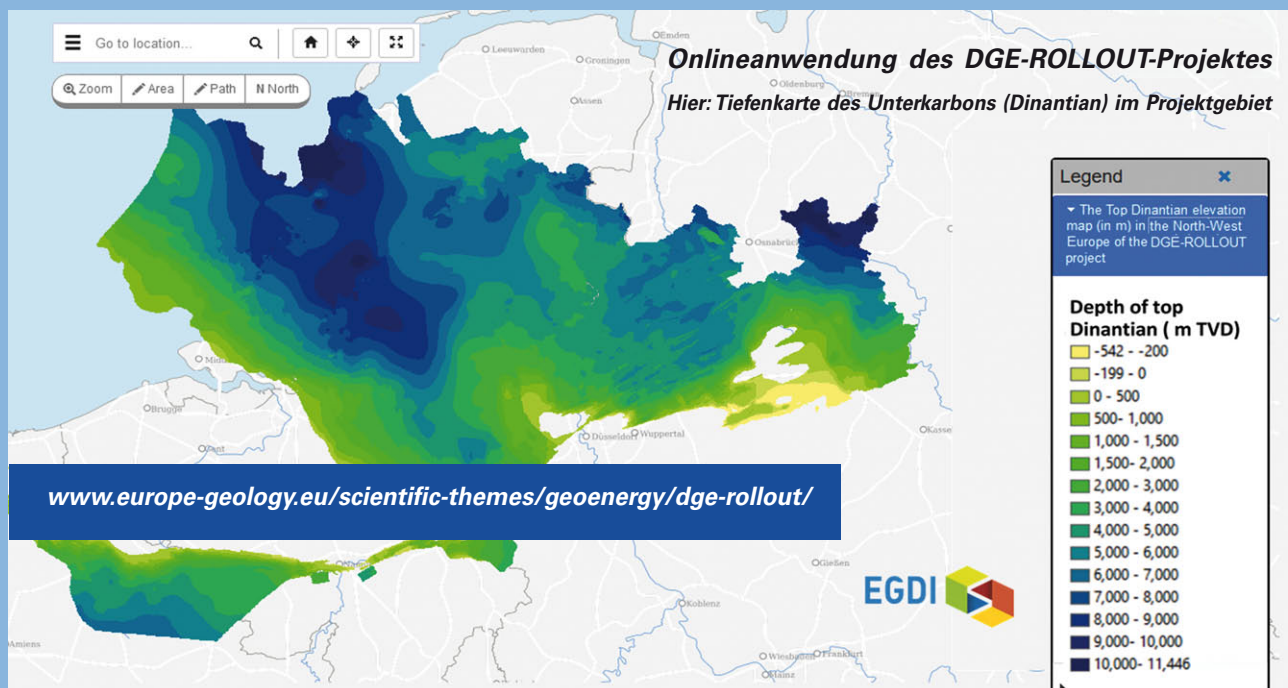 Go to location...
Zoom
Area
Path
N North
Onlineanwendung des DGE-ROLLOUT-Projektes
Hier: Tiefenkarte des Unterkarbons (Dinantian) im Projektgebiet
Emden
Leeuwarden
Groningen
Oldenburg
Bremen
Assen
Osnabrück
Brugge
Gent
Düsseldorf
Wuppertal
Kasse
Gießen
Koblenz
Wiesbaden
Frankfurt
Mainz
Amiens
Legend
The Top Dinantian elevation
map (in m) in the North-West
Europe of the DGE-ROLLOUT
project
Depth of top
Dinantian ( m TVD)
-542 - -200
-199 - 0
0 - 500
500- 1,000
1,000 - 1,500
1,500- 2,000
2,000 - 3,000
3,000 - 4,000
4,000 - 5,000
5,000 - 6,000
6,000 - 7,000
7,000 - 8,000
8,000 - 9,000
9,000- 10,000
10,000- 11,446
www.europe-geology.eu/scientific-themes/geoenergy/dge-rollout/
EGDI